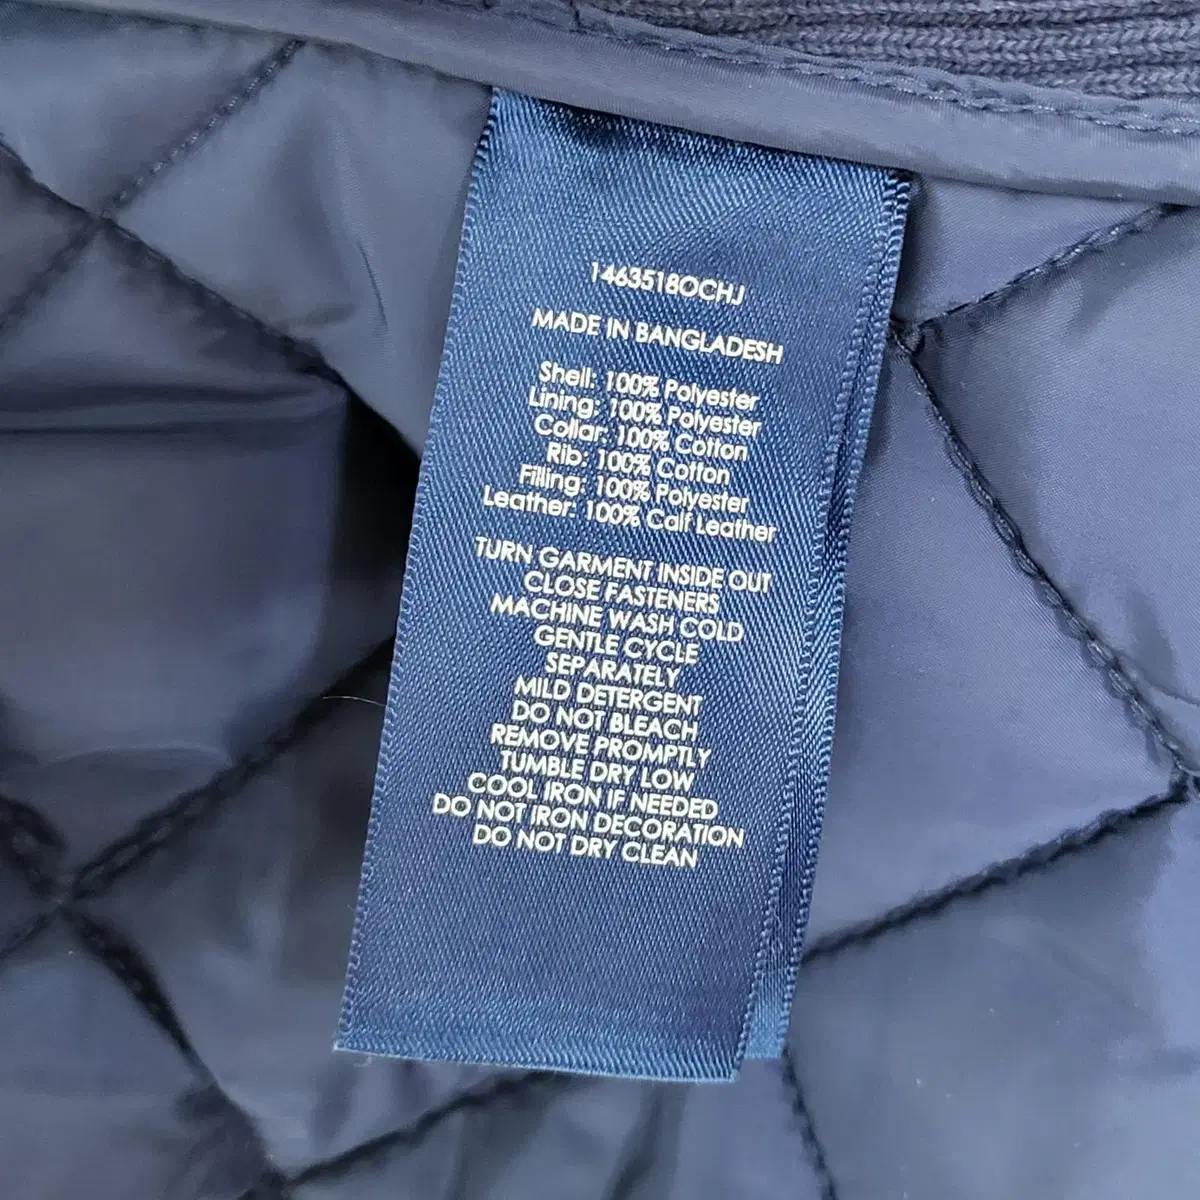 1463518OCHJ
MADE IN BANGLADESH
Shell: 100% Polyester
Lining: 100% Polyester
Collar: 100% Cotton
Rib: 100% Cotton
Filling: 100% Polyester
Leather: 100% Calf Leather
TURN GARMENT INSIDE OUT
CLOSE FASTENERS
MACHINE WASH COLD
GENTLE CYCLE
SEPARATELY
MILD DETERGENT
DO NOT BLEACH
REMOVE PROMPTLY
TUMBLE DRY LOW
COOL IRON IF NEEDED
DO NOT IRON DECORATION
DO NOT DRY CLEAN